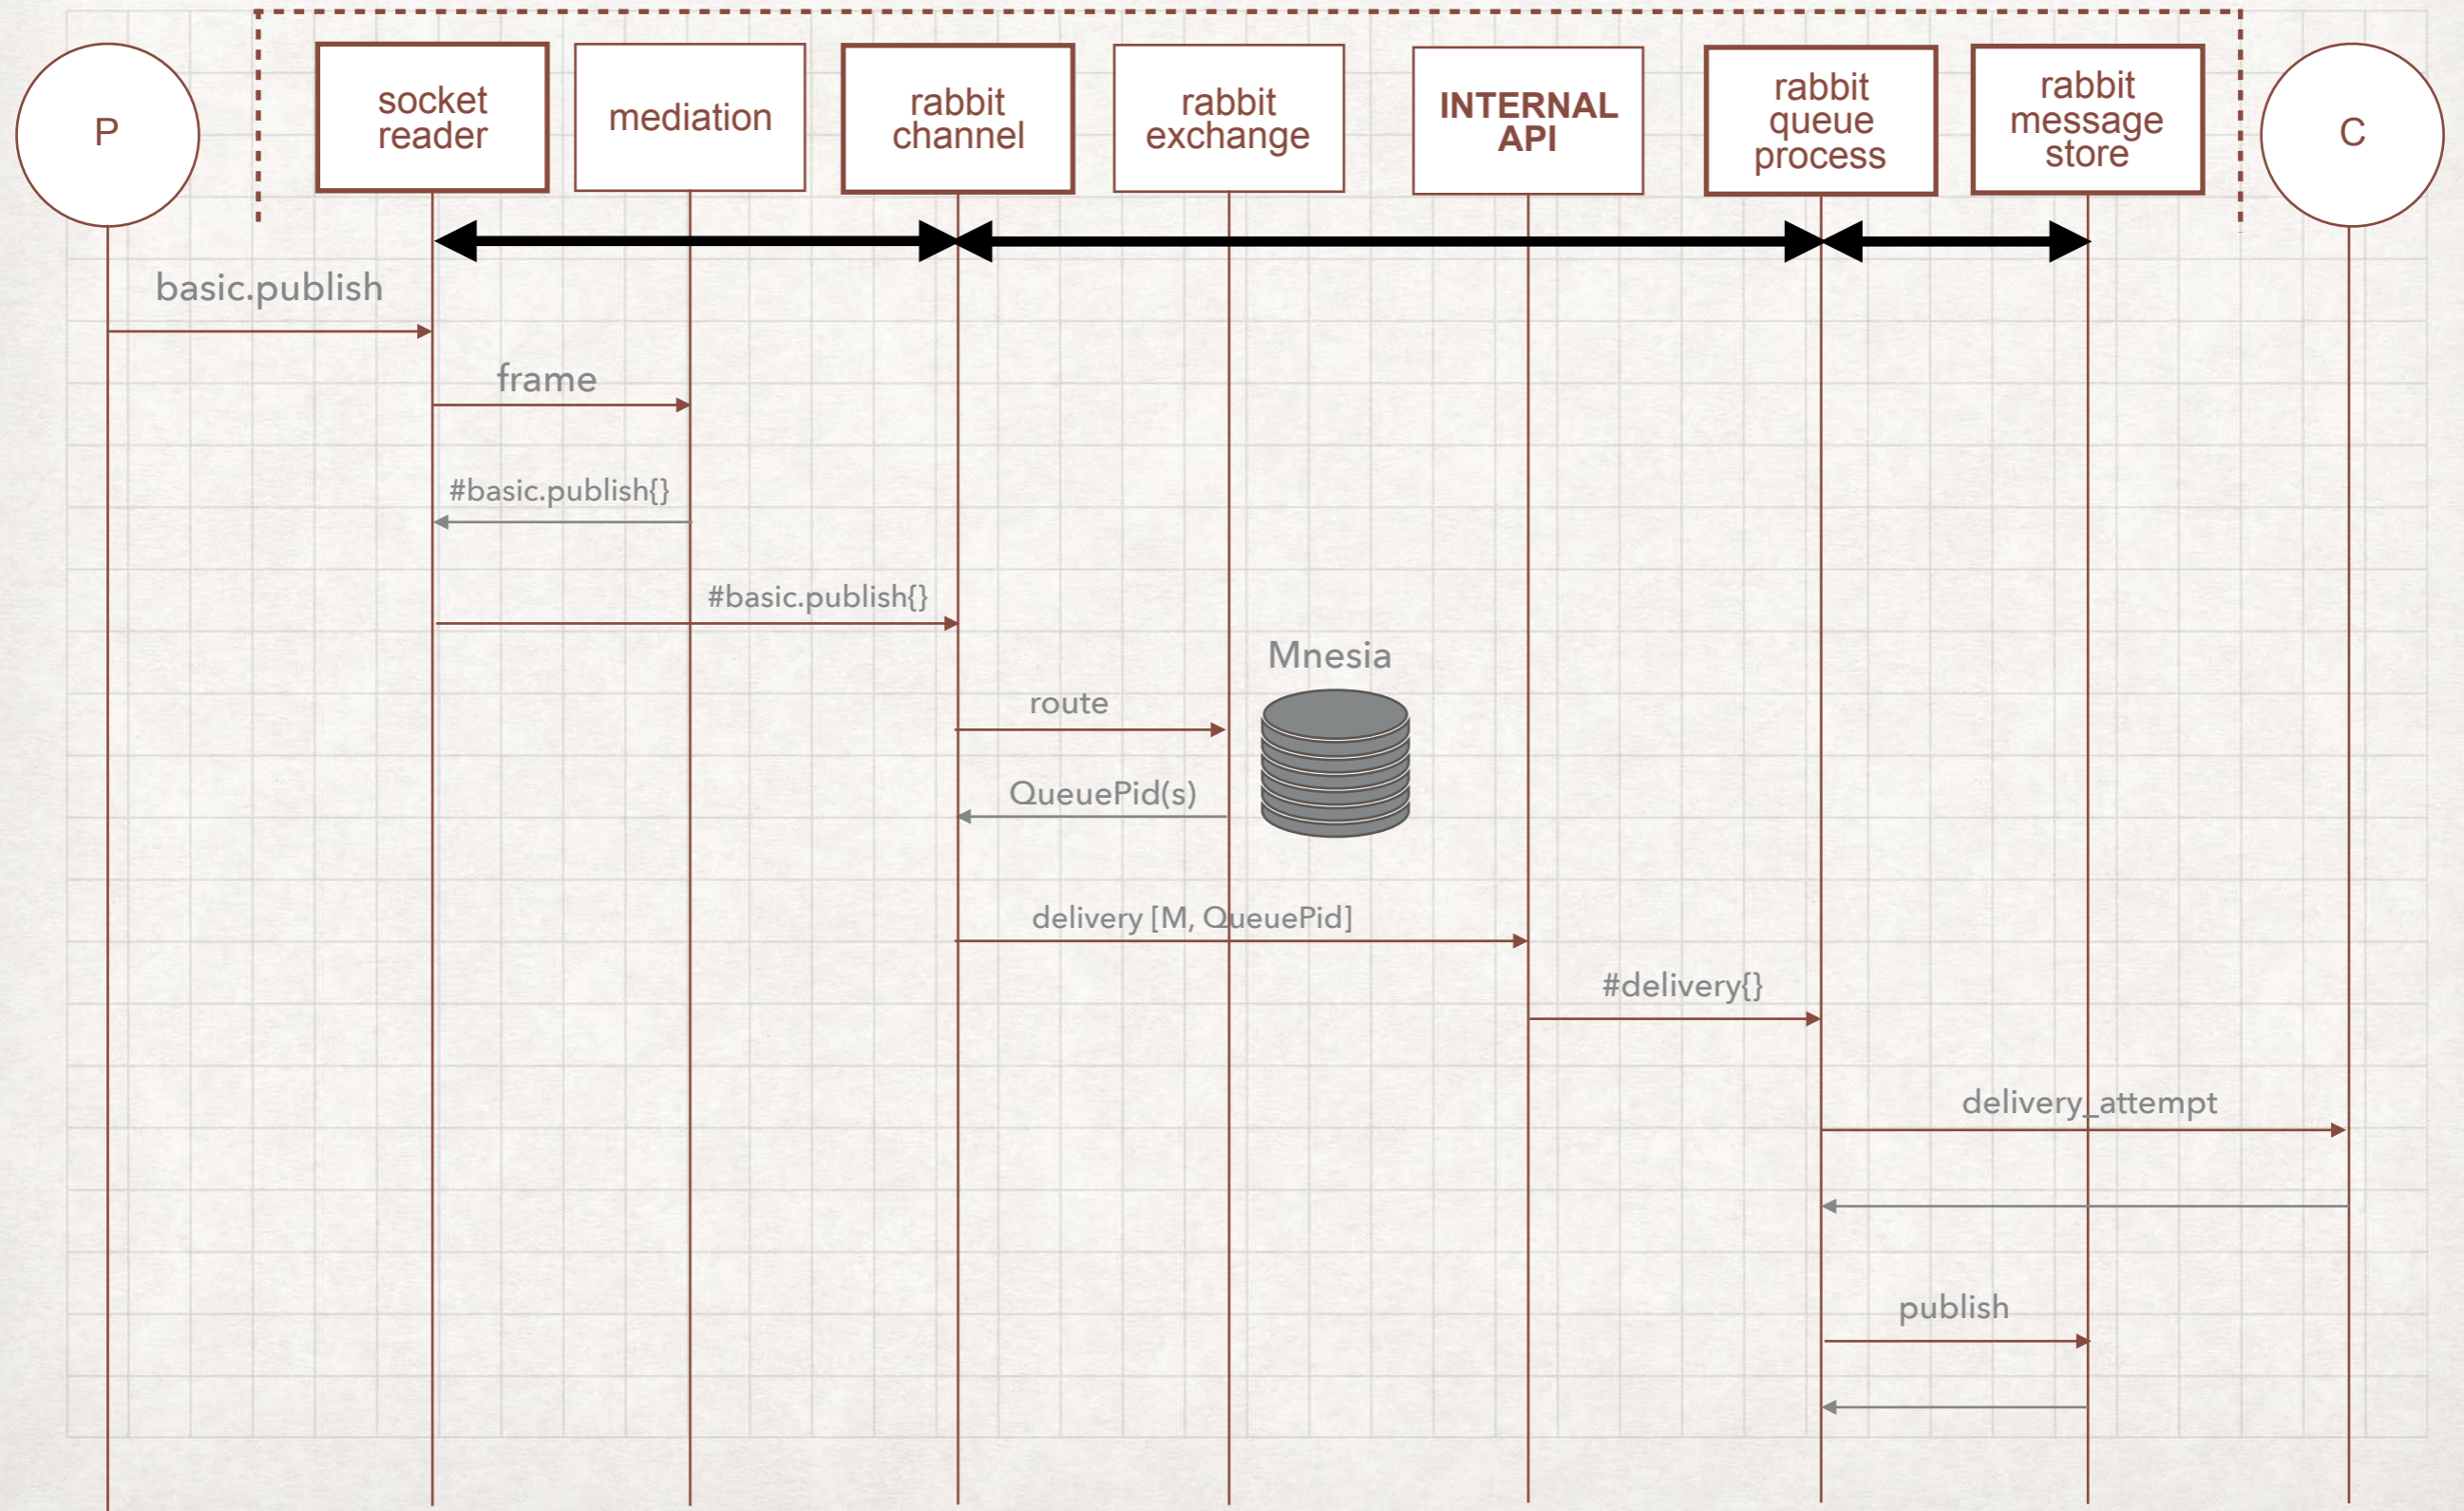 P
socket
reader
mediation
rabbit
channel
rabbit
exchange
INTERNAL
API
rabbit
queue
process
rabbit
message
store
C
basic.publish
frame
#basic.publish{}
#basic.publish{}
Mnesia
route
QueuePid(s)
delivery [M, QueuePid]
#delivery{}
delivery_attempt
publish